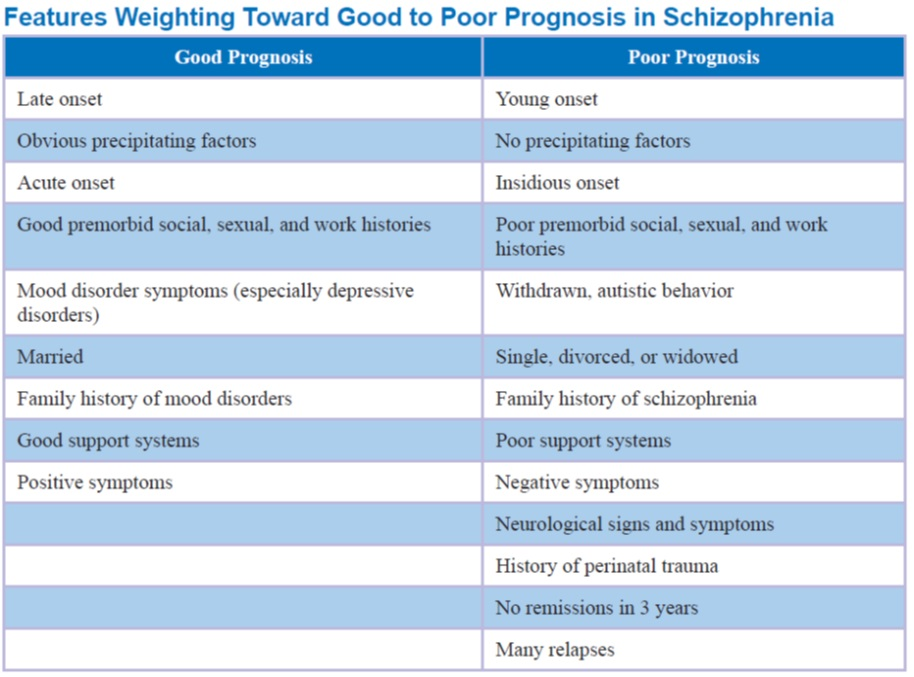 Features Weighting Toward Good to Poor Prognosis in Schizophrenia
Good Prognosis Poor Prognosis
Late onset Young onset
Obvious precipitating factors No precipitating factors
Acute onset Insidious onset
Good premorbid social, sexual, and work histories Poor premorbid social, sexual, and work
histories
Mood disorder symptoms (especially depressive Withdrawn, autistic behavior
disorders)
Married Single, divorced, or widowed
Family history of mood disorders Family history of schizophrenia
Good support systems Poor support systems
Positive symptoms Negative symptoms
Neurological signs and symptoms
History of perinatal trauma
No remissions in 3 years
Many relapses